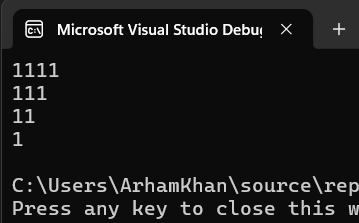 Microsoft Visual Studio Debug
1111
111
11
1
C:\Users\ArhamKhan\source\rep
Press any key to close this w